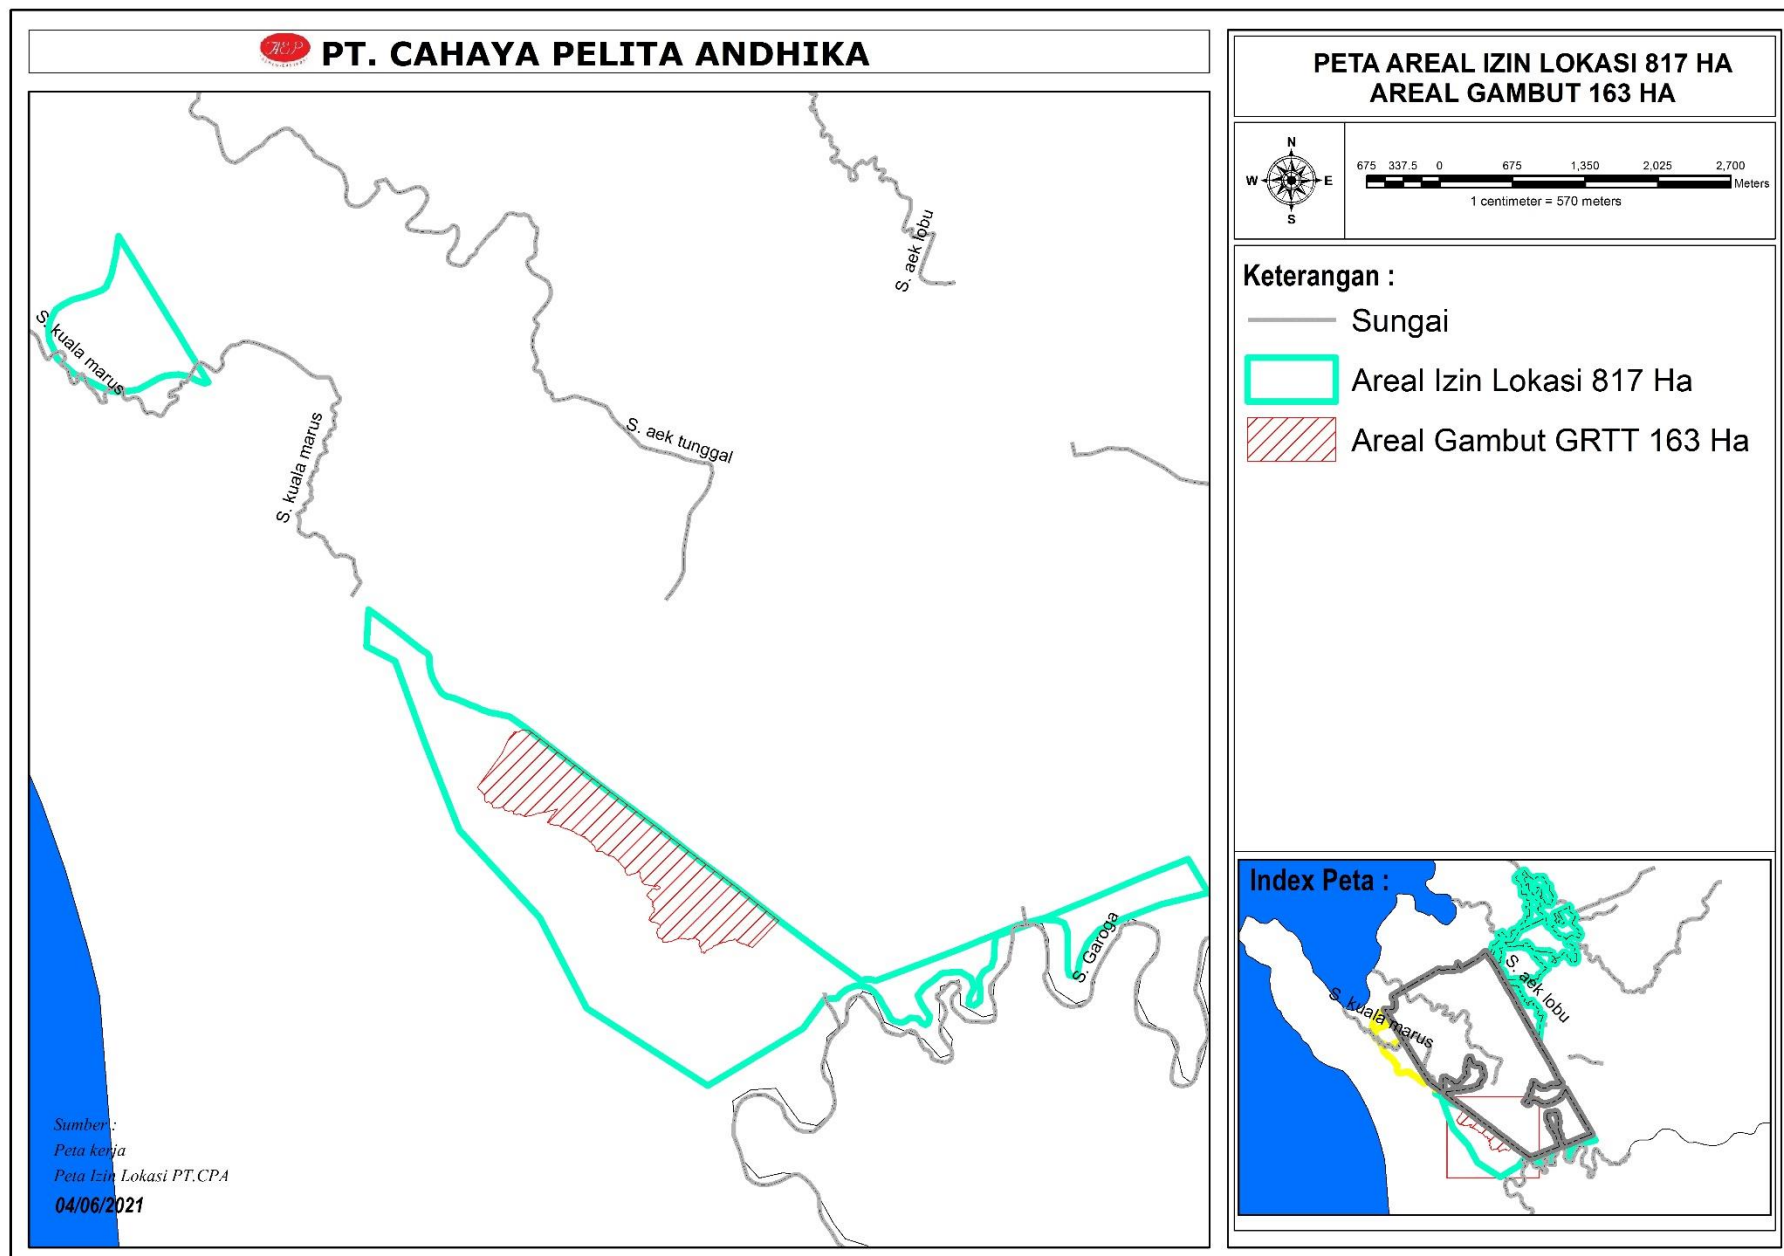 AEP
PT. CAHAYA PELITA ANDHIKA
S. aek lobu
S. kuala marus
S. kuala marus
S. aek tunggal
S. Garoga
Sumber :
Peta kerja
Peta Izin Lokasi PT.CPA
04/06/2021
PETA AREAL IZIN LOKASI 817 HA
AREAL GAMBUT 163 HA
N
W E
S
675 337.5 0 675 1,350 2,025 2,700
Meters
1 centimeter = 570 meters
Keterangan :
Sungai
Areal Izin Lokasi 817 Ha
Areal Gambut GRTT 163 Ha
Index Peta :
S. aek lobu
S. kuala marus